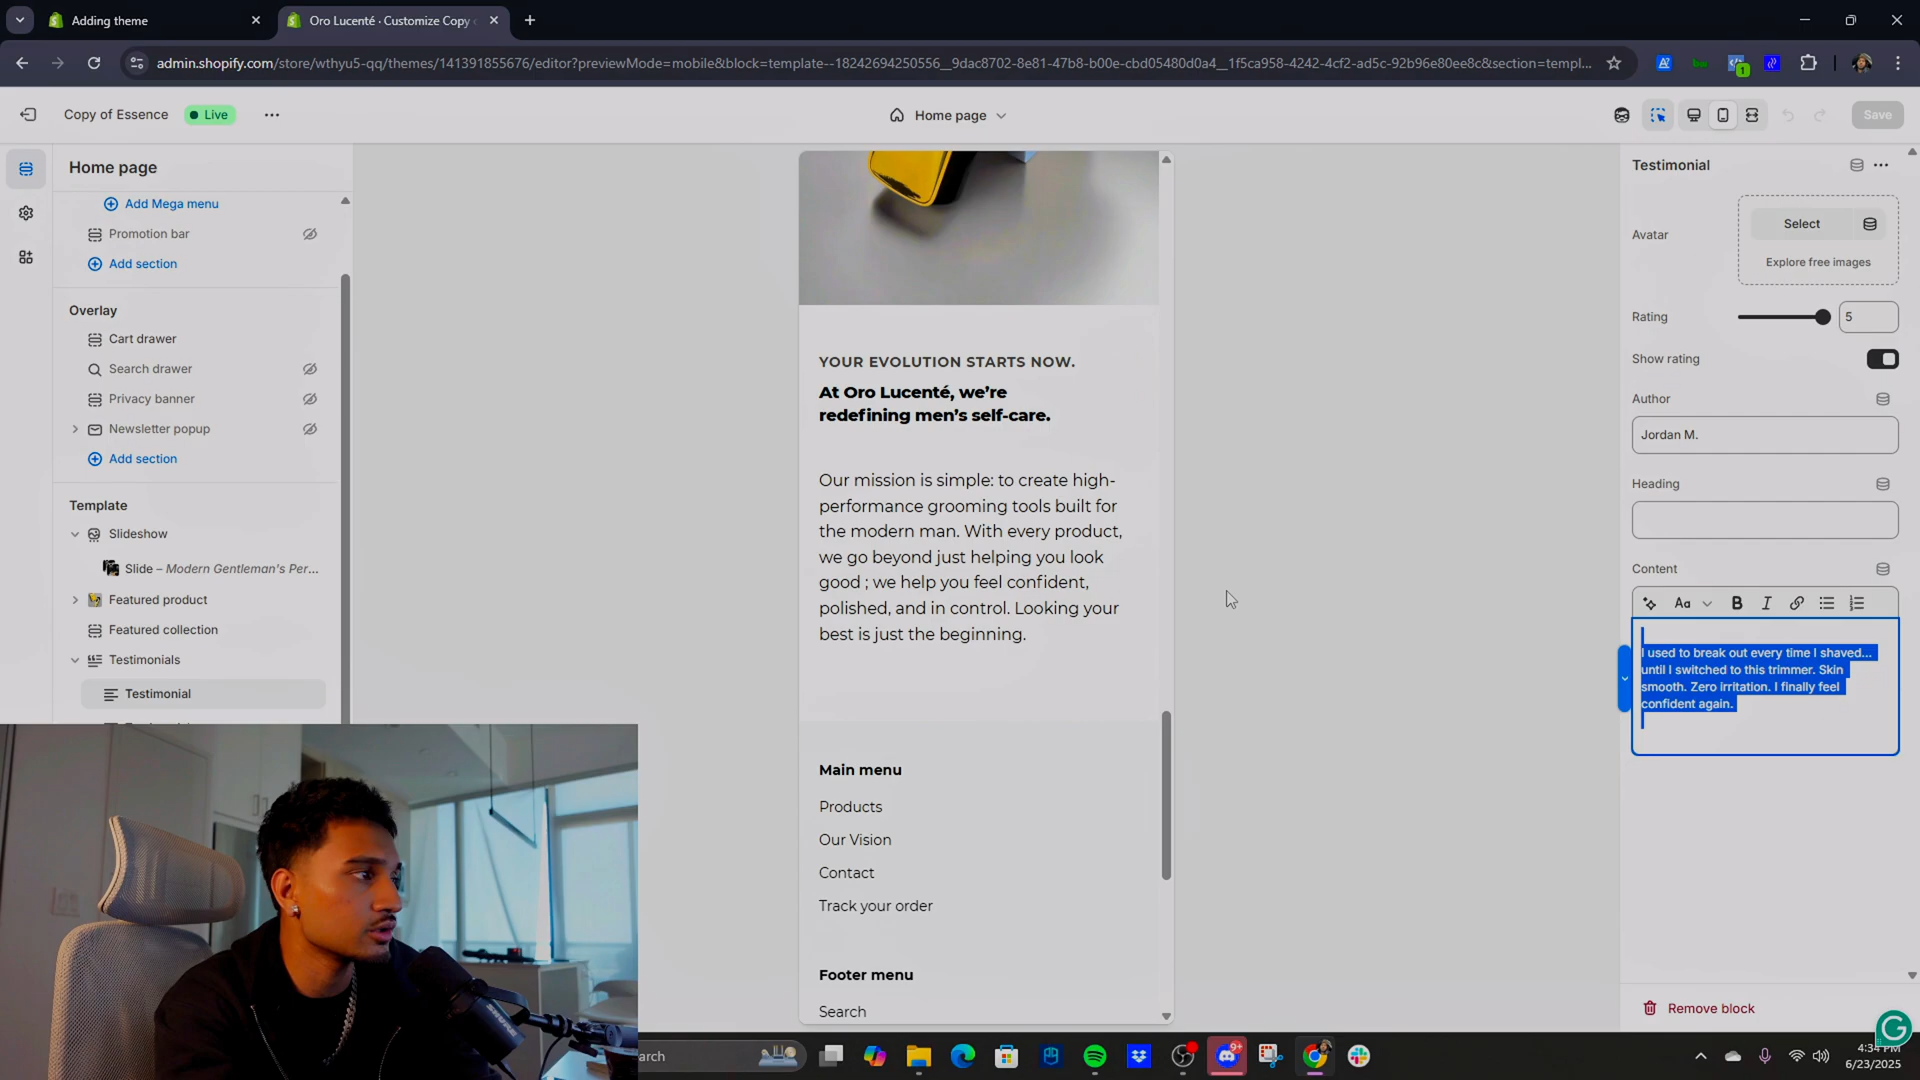 Adding theme
Oro Lucenté · Customize Copy
admin.shopify.com/store/wthyu5-qq/themes/141391855676/editor?previewMode=mobile&block=template--18242694250556__9dac8702-8e81-47b8-b00e-cbd05480d0a4__1f5ca958-4242-4cf2-ad5c-92b96e80ee8c&section=templ...
1
Copy of Essence
Live
Home page
Save
Home page
Add Mega menu
Promotion bar
Add section
Overlay
Cart drawer
Search drawer
Privacy banner
Newsletter popup
Add section
Template
Slideshow
Slide – Modern Gentleman's Per...
Featured product
Featured collection
Testimonials
Testimonial
YOUR EVOLUTION STARTS NOW.
At Oro Lucenté, we're
redefining men's self-care.
Our mission is simple: to create high-
performance grooming tools built for
the modern man. With every product,
we go beyond just helping you look
good ; we help you feel confident,
polished, and in control. Looking your
best is just the beginning.
Main menu
Products
Our Vision
Contact
Track your order
Footer menu
Search
Testimonial
Avatar
Select
Explore free images
Rating
5
Show rating
Author
Jordan M.
Heading
Content
Aa
B
I
I used to break out every time I shaved...
until I switched to this trimmer. Skin
smooth. Zero irritation. I finally feel
confident again.
Remove block
arch
9+
4:34 PM
6/23/2025